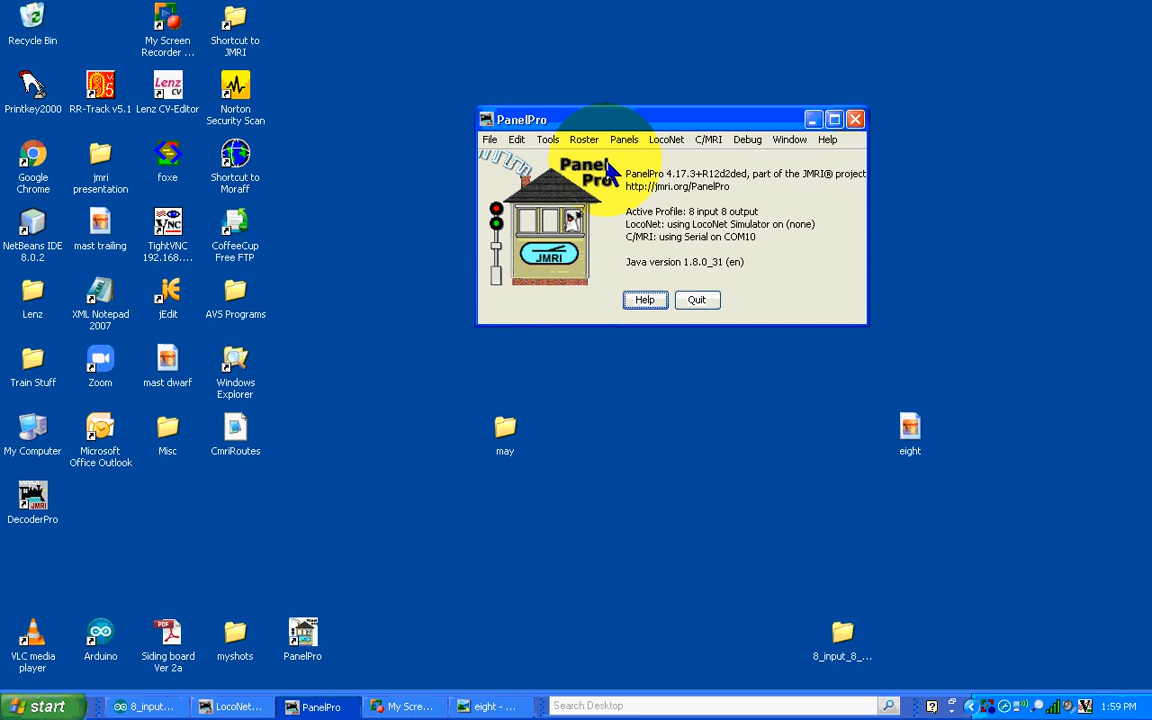 Recycle Bin
My Screen
Recorder ...
Shortcut to
JMRI
Printkey2000
RR-Track v5.1
Lenz
CV
Lenz CV-Editor
Norton
Security Scan
Google
Chrome
jmri
presentation
foxe
Shortcut to
Moraff
NetBeans IDE
8.0.2
mast trailing
VNC
TightVNC
192.168....
CoffeeCup
Free FTP
Lenz
XML Notepad
2007
jEdit
AVS Programs
Train Stuff
Zoom
mast dwarf
Windows
Explorer
My Computer
Microsoft
Office Outlook
Misc
CmriRoutes
DecoderPro
VLC media
player
Arduino
PDF
Siding board
Ver 2a
myshots
PanelPro
may
eight
8_input_8_...
PanelPro
File Edit Tools Roster Panels LocoNet C/MRI Debug Window Help
Panel
Pro
JMRI
PanelPro 4.17.3+R12d2ded, part of the JMRI® project
http://jmri.org/PanelPro
Active Profile: 8 input 8 output
LocoNet: using LocoNet Simulator on (none)
C/MRI: using Serial on COM10
Java version 1.8.0_31 (en)
Help Quit
start
8_input...
LocoNet...
PanelPro
My Scre...
eight - ...
Search Desktop
1:59 PM